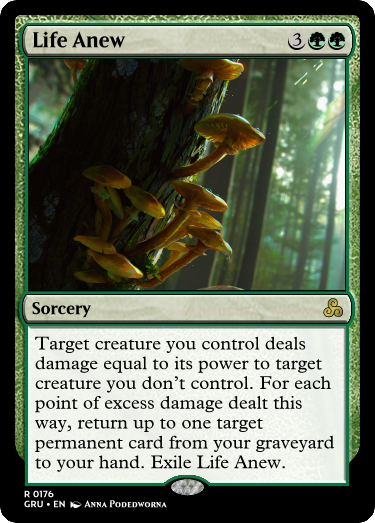 Life Anew 3
Sorcery
Target creature you control deals
damage equal to its power to target
creature you don't control. For each
point of excess damage dealt this
way, return up to one target
permanent card from your graveyard
to your hand. Exile Life Anew.
R 0176
GRU • EN Anna Podedworna